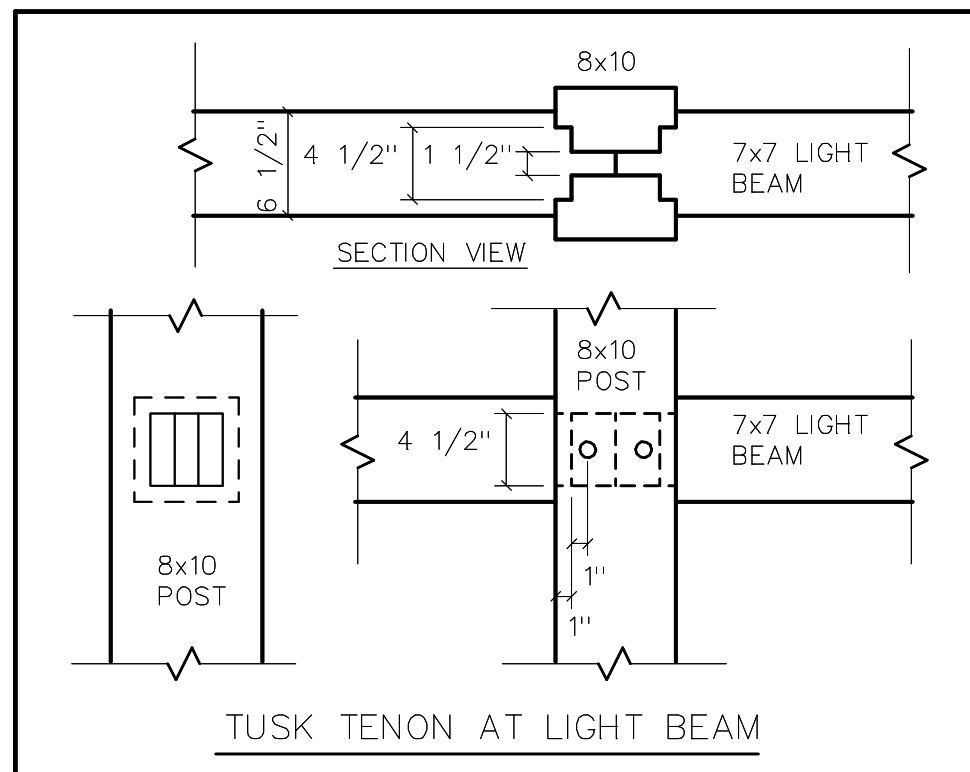 8x10
6 1/2"
4 1/2"
1 1/2"
7x7 LIGHT
BEAM
SECTION VIEW
8x10
POST
4 1/2"
7x7 LIGHT
BEAM
8x10
POST
1"
1"
TUSK TENON AT LIGHT BEAM